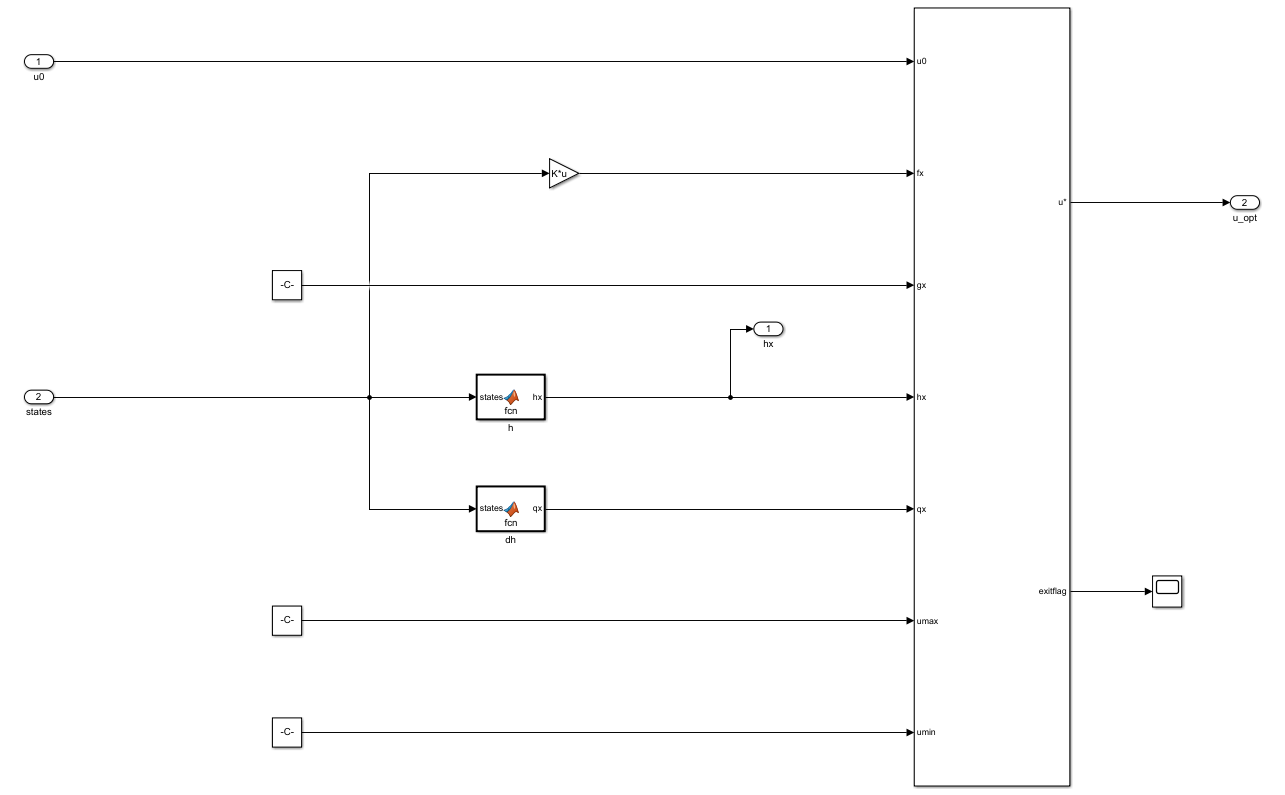 1
u0
u0
K*u
fx
u*
2
u_opt
-C-
gx
1
hx
2
states
states
fcn
hx
h
hx
states
fcn
qx
dh
qx
exitflag
-C-
umax
-C-
umin